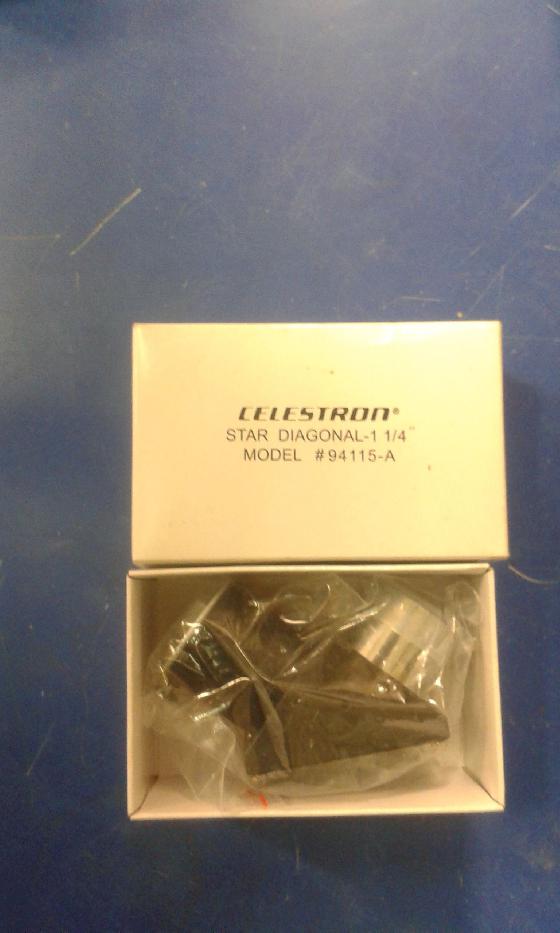 CELESTRON®
STAR DIAGONAL-1 1/4"
MODEL #94115-A